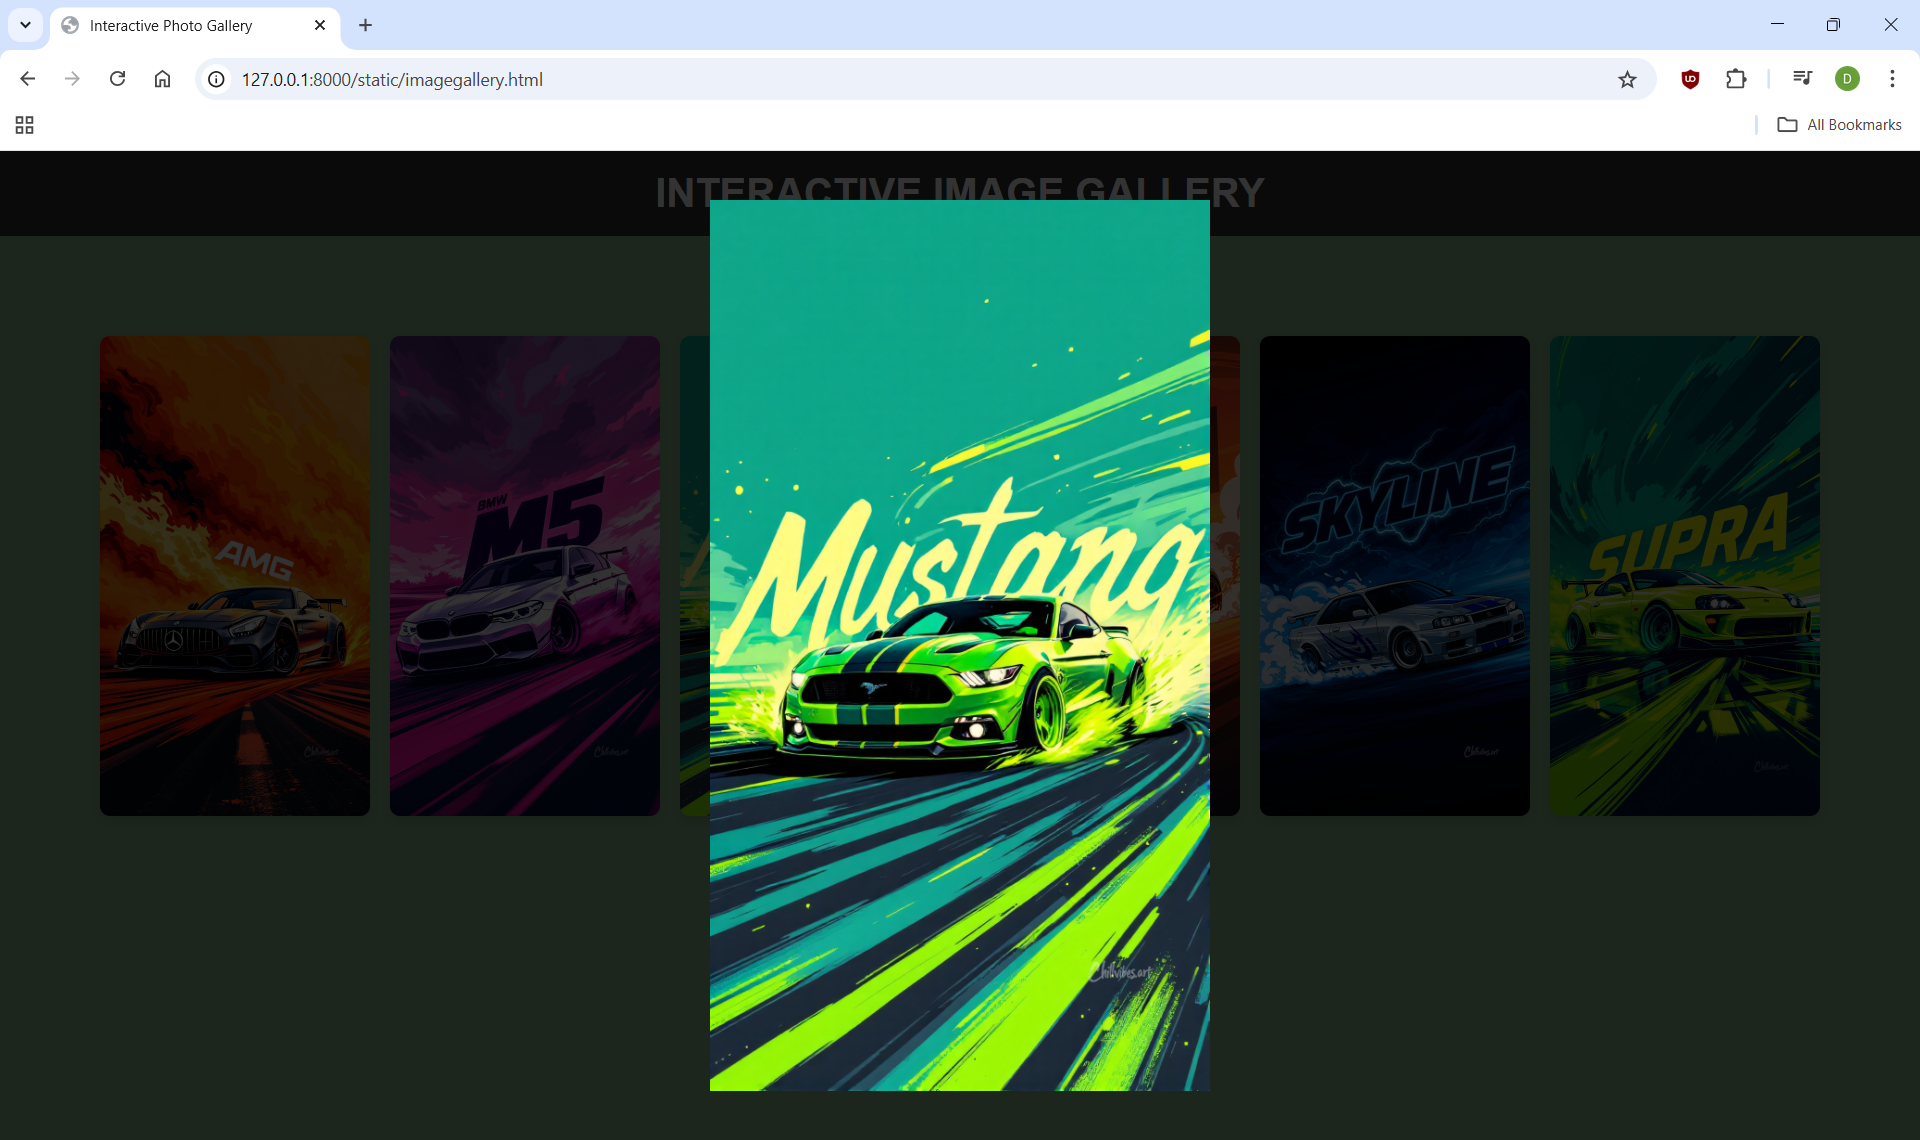 Interactive Photo Gallery
127.0.0.1:8000/static/imagegallery.html
D
All Bookmarks
INTERACTIVE IMAGE GALLERY
AMG
BMW
M5
Mustang
SKYLINE
SUPRA
Chillvibes.art